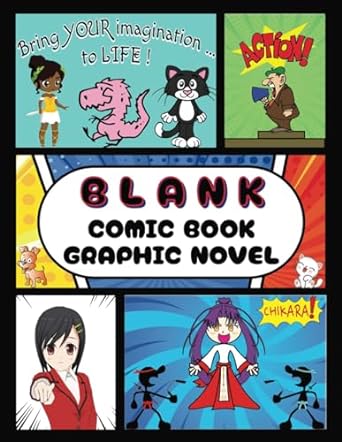 Bring YOUR imagination ...
to LIFE !
ACTION!
BLANK
COMIC BOOK
GRAPHIC NOVEL
CHIKARA!